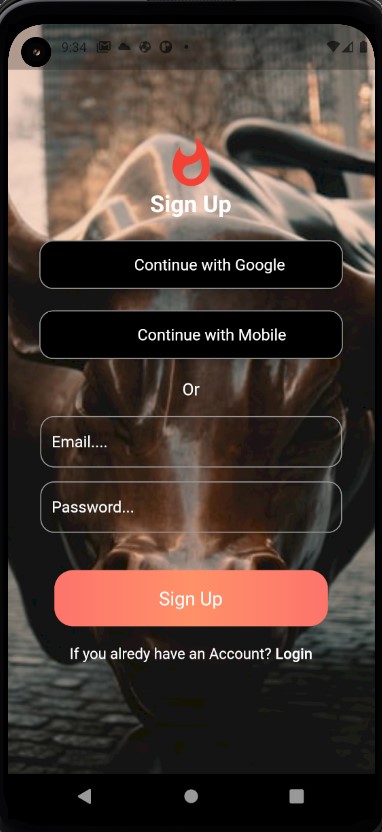 9:34
Sign Up
Continue with Google
Continue with Mobile
Or
Email....
Password...
Sign Up
If you alredy have an Account? Login